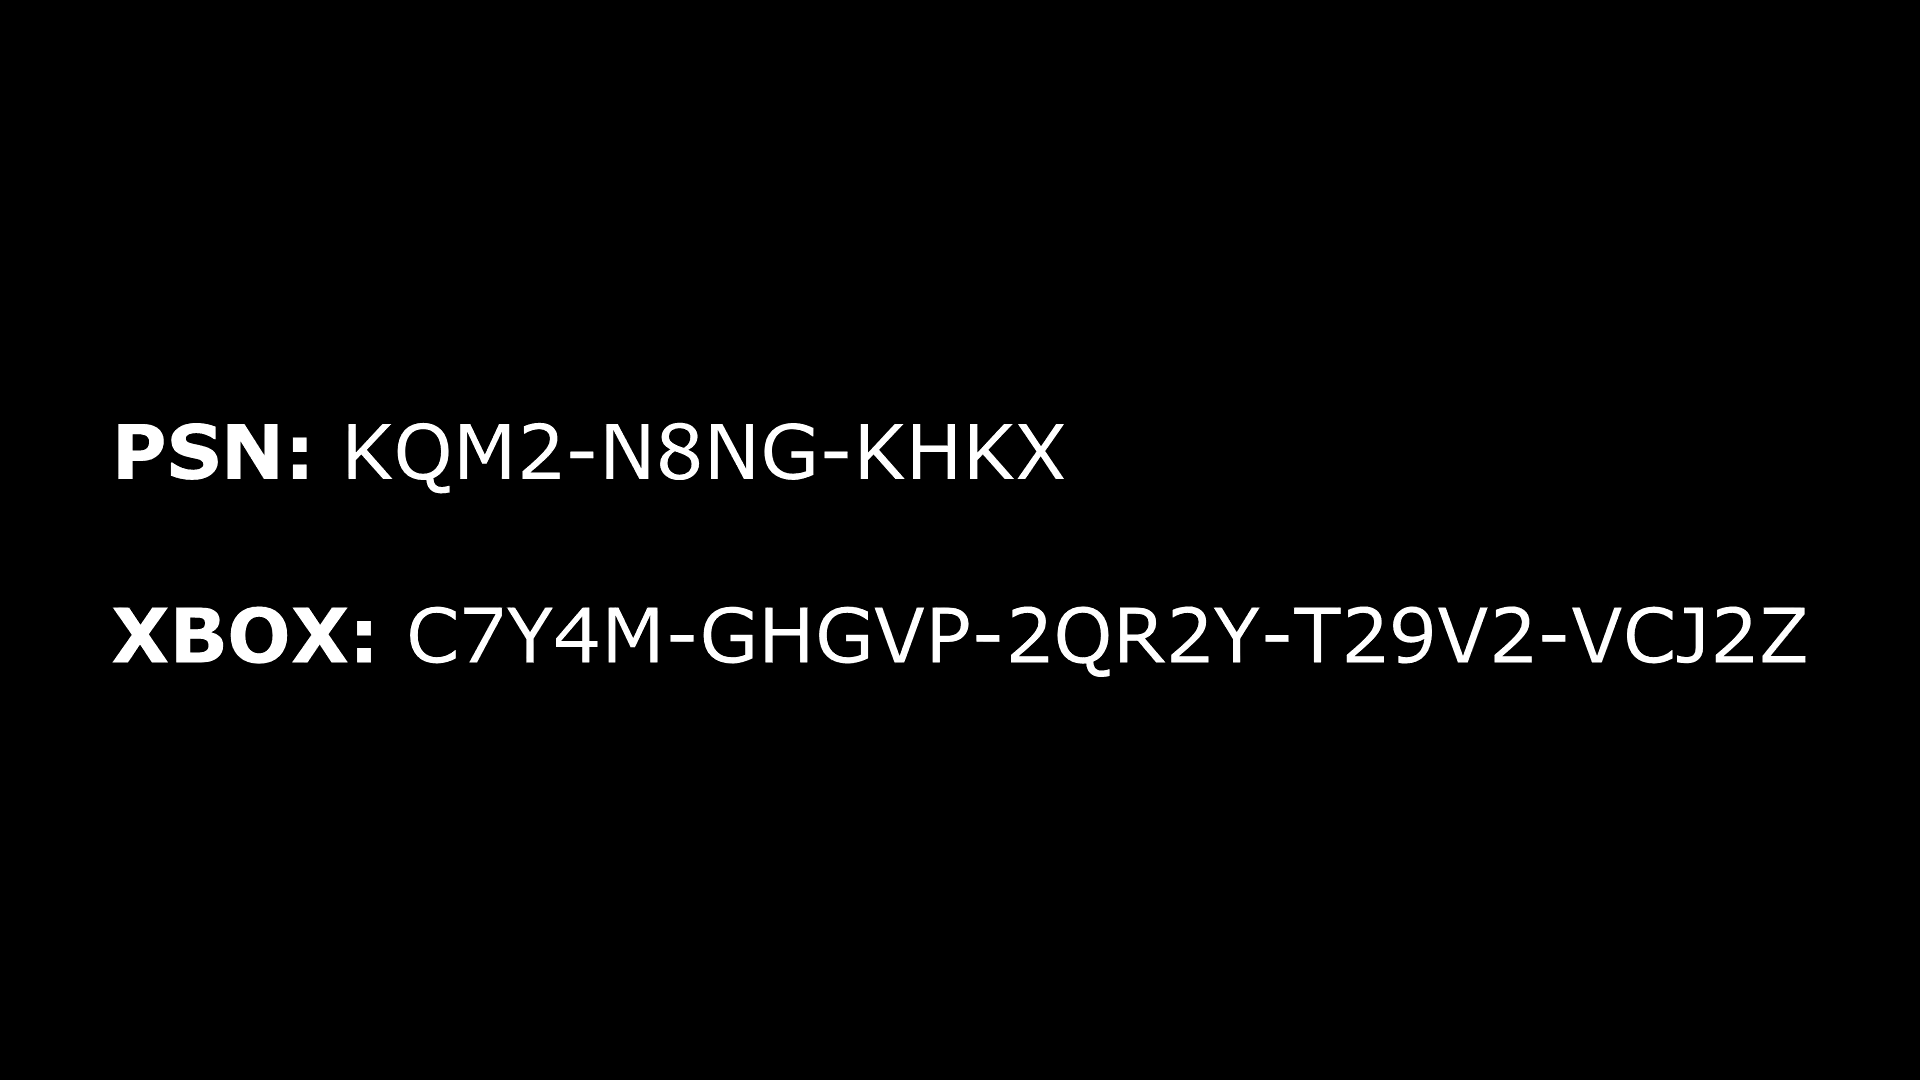 PSN: KQM2-N8NG-KHKX
XBOX: C7Y4M-GHGVP-2QR2Y-T29V2-VCJ2Z